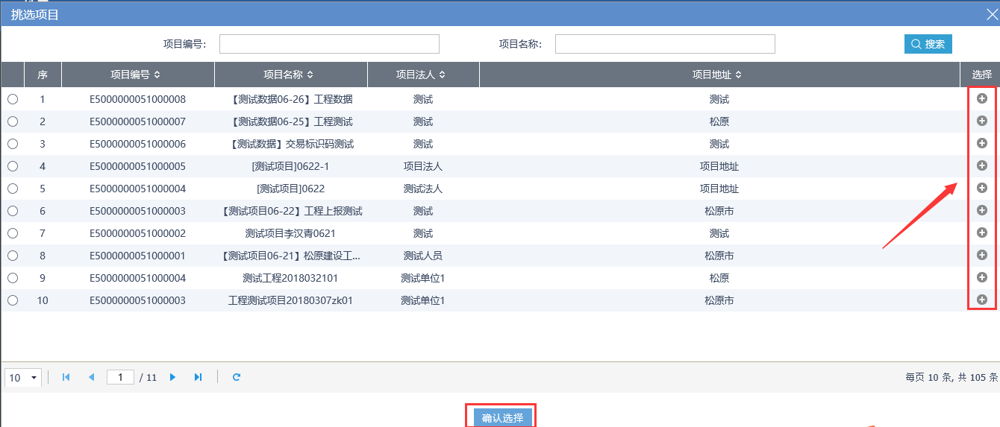 挑选项目
项目编号： 项目名称： 搜索
序 项目编号 项目名称 项目法人 项目地址 选择
1 E5000000051000008 【测试数据06-26】工程数据 测试 测试
2 E5000000051000007 【测试数据06-25】工程测试 测试 松原
3 E5000000051000006 【测试数据】交易标识码测试 测试 测试
4 E5000000051000005 [测试项目]0622-1 项目法人 项目地址
5 E5000000051000004 [测试项目]0622 测试法人 项目地址
6 E5000000051000003 【测试项目06-22】工程上报测试 测试 松原市
7 E5000000051000002 测试项目李汉青0621 测试 测试
8 E5000000051000001 【测试项目06-21】松原建设工... 测试人员 松原市
9 E5000000051000004 测试工程2018032101 测试单位1 松原
10 E5000000051000003 工程测试项目20180307zk01 测试单位1 松原市
10 1 / 11 每页 10 条, 共 105 条
确认选择